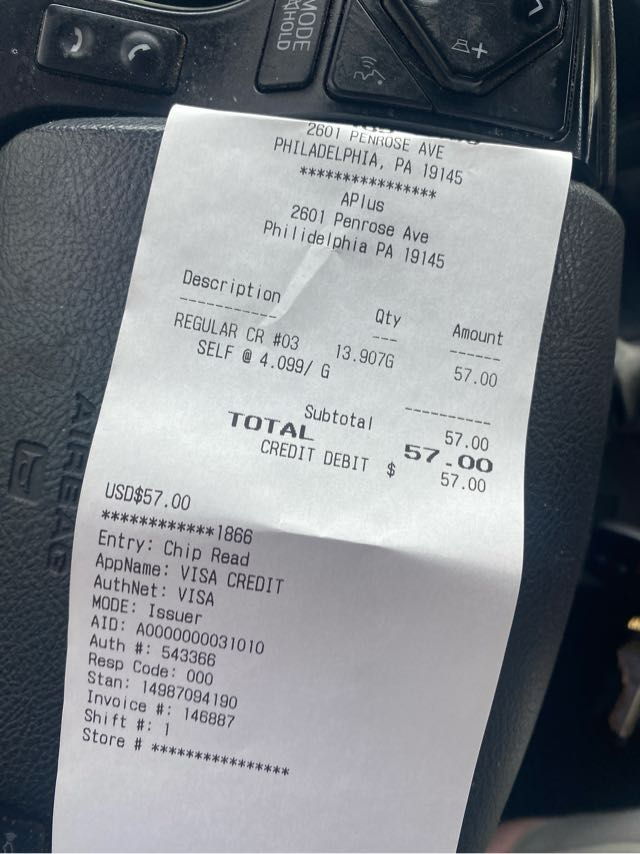 MODE
HOLD
+
2601 PENROSE AVE
PHILADELPHIA, PA 19145
****************
APlus
2601 Penrose Ave
Philidelphia PA 19145
Description Qty Amount
----------- --- ------
REGULAR CR #03 13.907G 57.00
SELF @ 4.099/ G
----------
Subtotal 57.00
TOTAL 57.00
CREDIT DEBIT $ 57.00
USD$57.00
************1866
Entry: Chip Read
AppName: VISA CREDIT
AuthNet: VISA
MODE: Issuer
AID: A0000000031010
Auth #: 543366
Resp Code: 000
Stan: 14987094190
Invoice #: 146887
Shift #: 1
Store # ****************
AIRBAG